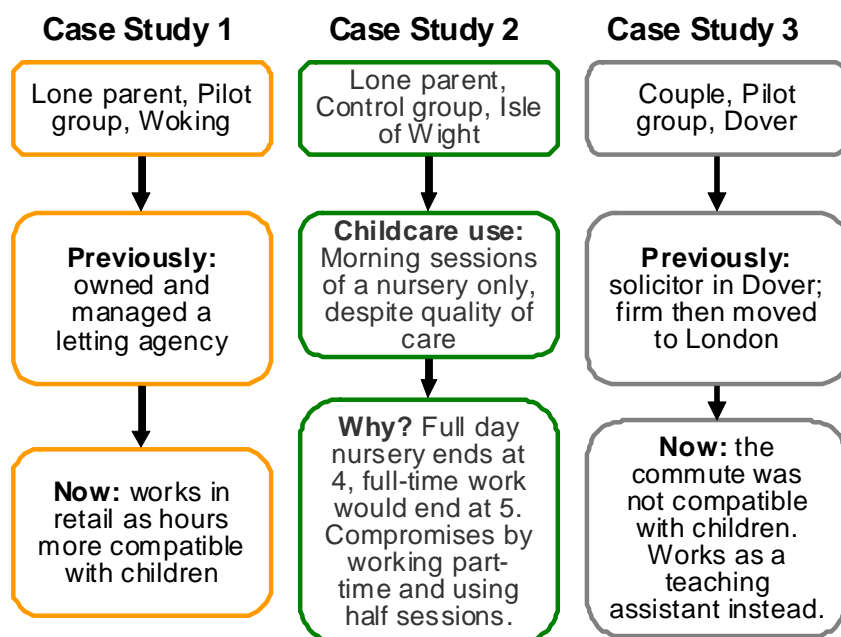 Case Study 1
Lone parent, Pilot
group, Woking
Previously:
owned and
managed a
letting agency
Now: works in
retail as hours
more compatible
with children
Case Study 2
Lone parent,
Control group, Isle
of Wight
Childcare use:
Morning sessions
of a nursery only,
despite quality of
care
Why? Full day
nursery ends at
4, full-time work
would end at 5.
Compromises by
working part-
time and using
half sessions.
Case Study 3
Couple, Pilot
group, Dover
Previously:
solicitor in Dover;
firm then moved
to London
Now: the
commute was
not compatible
with children.
Works as a
teaching
assistant instead.